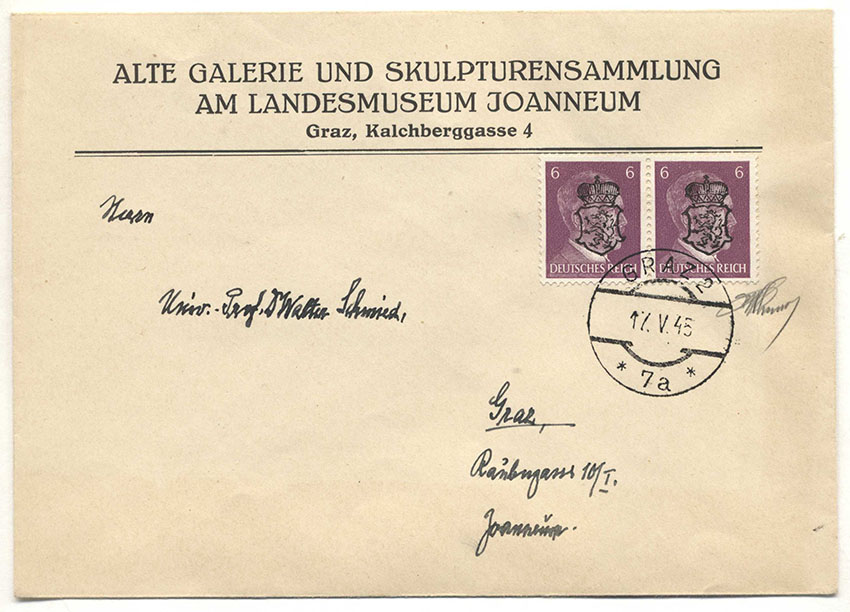 ALTE GALERIE UND SKULPTURENSAMMLUNG
AM LANDESMUSEUM JOANNEUM
Graz, Kalchberggasse 4
6 6 6 6
DEUTSCHES REICH DEUTSCHES REICH
GRAZ 2
17. V. 45
* 7a *
Herrn
Univ.-Prof. Dr Walter Schmied,
Graz,
Raubergasse 10/I.
Joanneum.